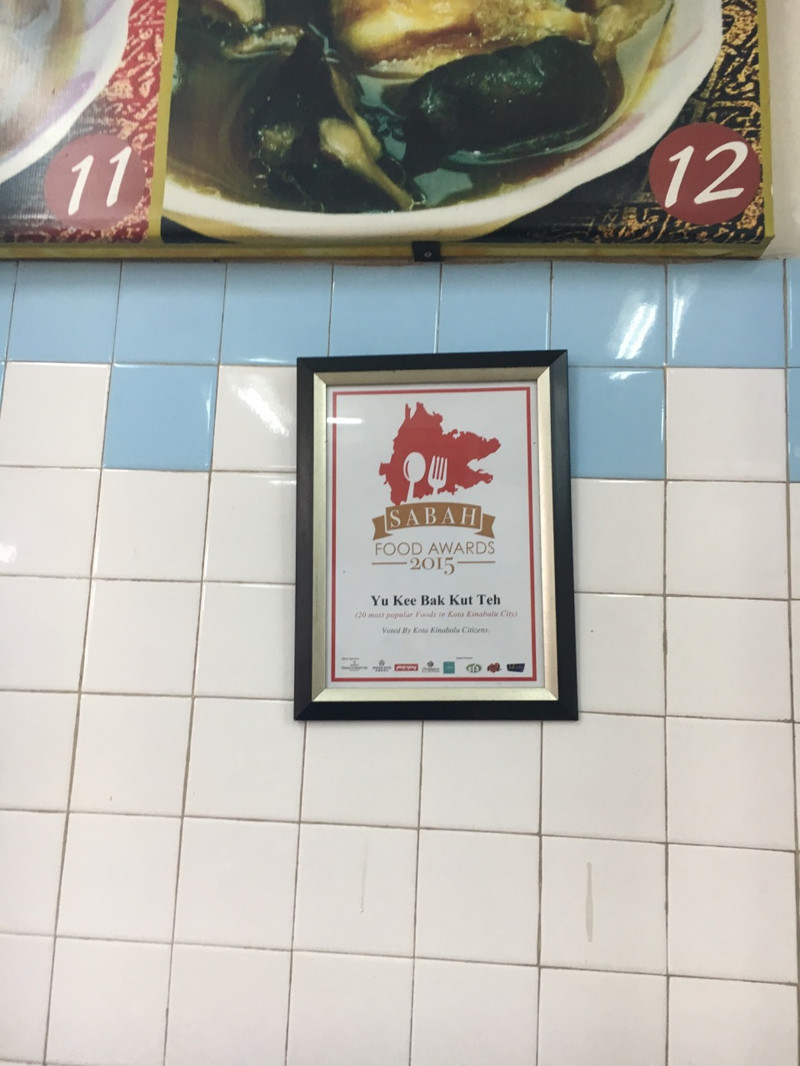 11
12
SABAH
FOOD AWARDS
2015
Yu Kee Bak Kut Teh
(20 most popular Foods in Kota Kinabalu City)
Voted By Kota Kinabalu Citizens.